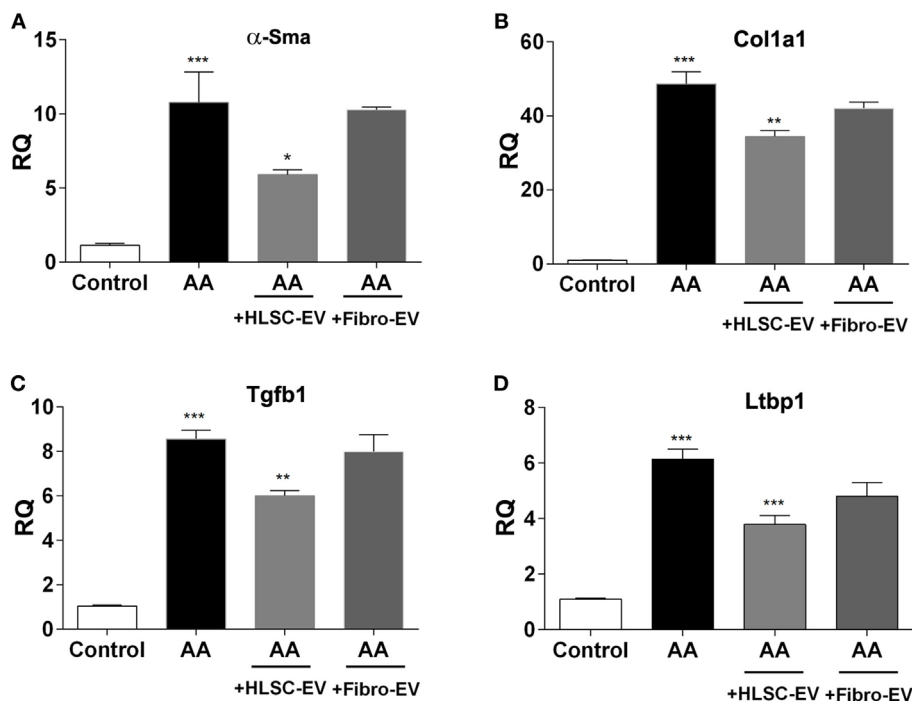 A
α-Sma
15
***
10
RQ
*
5
0
Control AA AA AA
+HLSC-EV +Fibro-EV
B
Col1a1
60
***
40
RQ
**
20
0
Control AA AA AA
+HLSC-EV +Fibro-EV
C
Tgfb1
10
***
8
**
6
RQ
4
2
0
Control AA AA AA
+HLSC-EV +Fibro-EV
D
Ltbp1
8
***
6
***
RQ
4
2
0
Control AA AA AA
+HLSC-EV +Fibro-EV